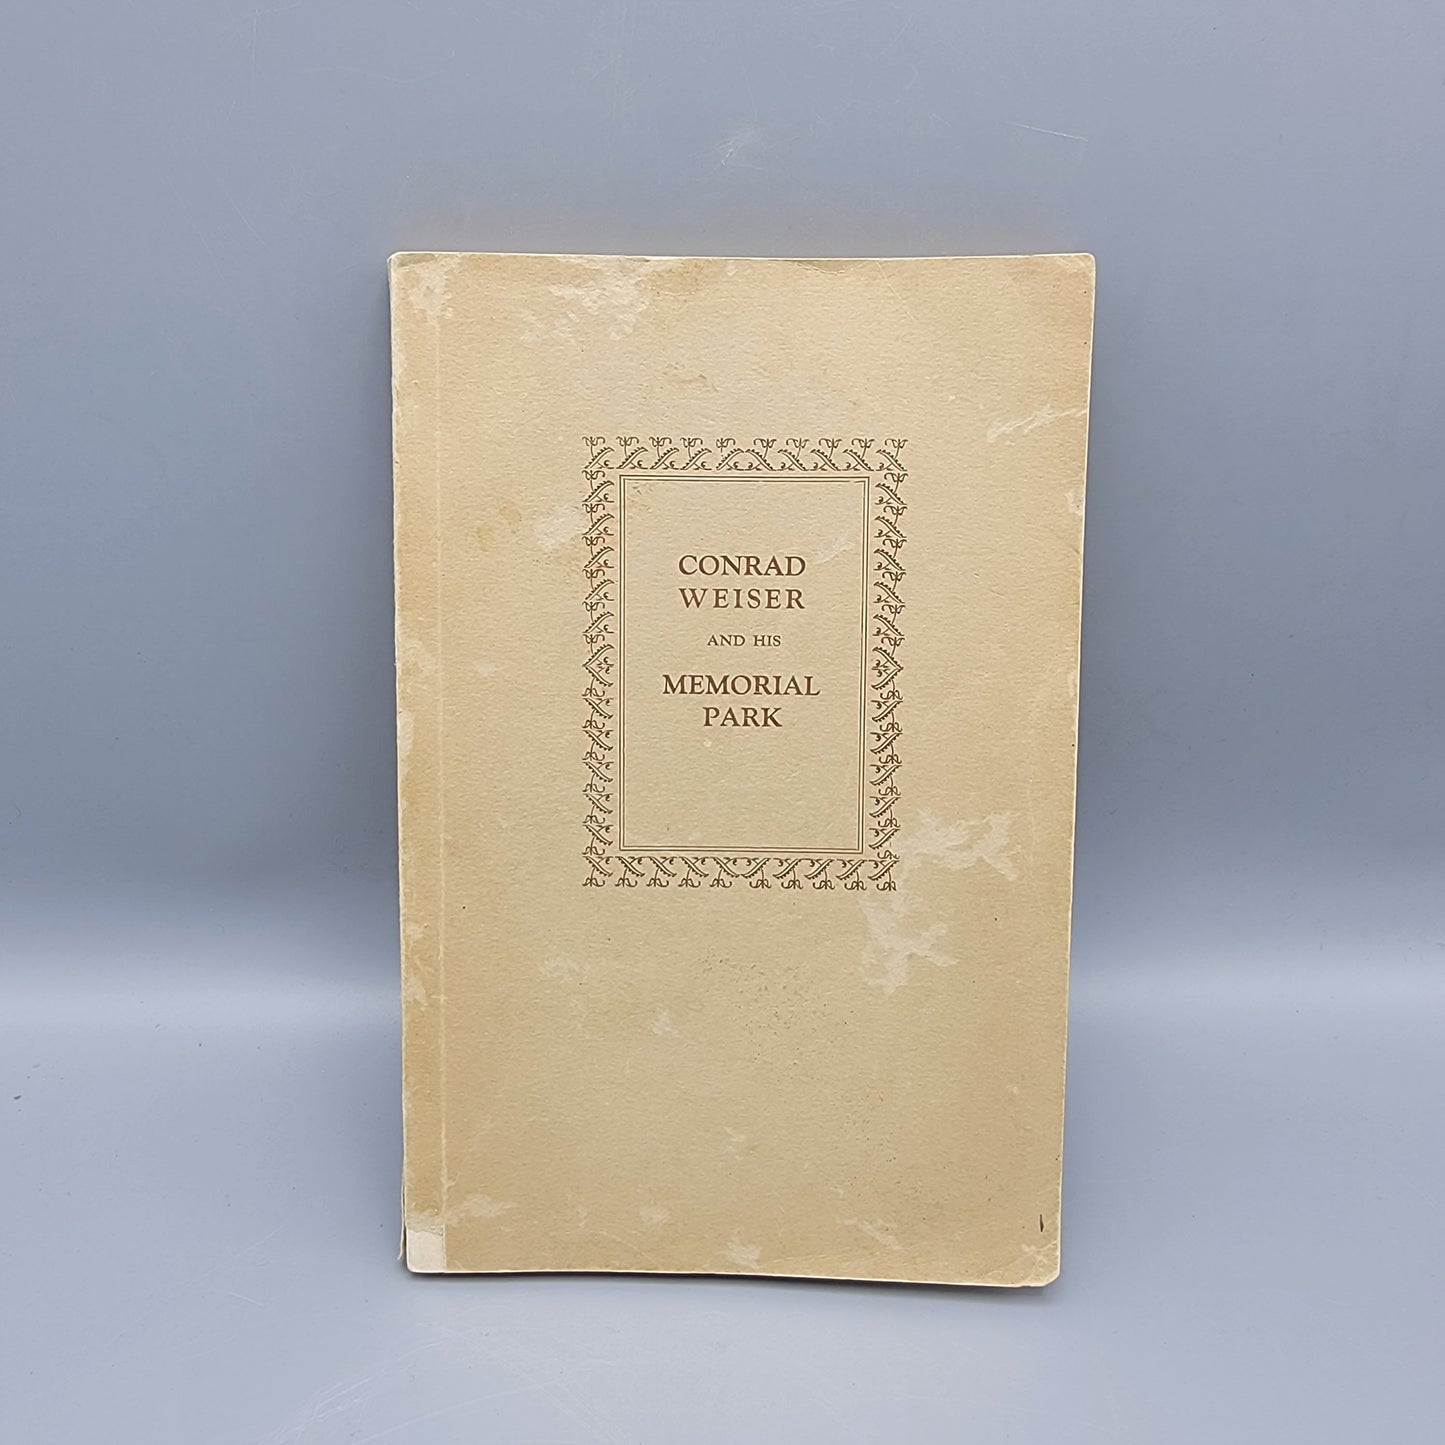 CONRAD
WEISER
AND HIS
MEMORIAL
PARK